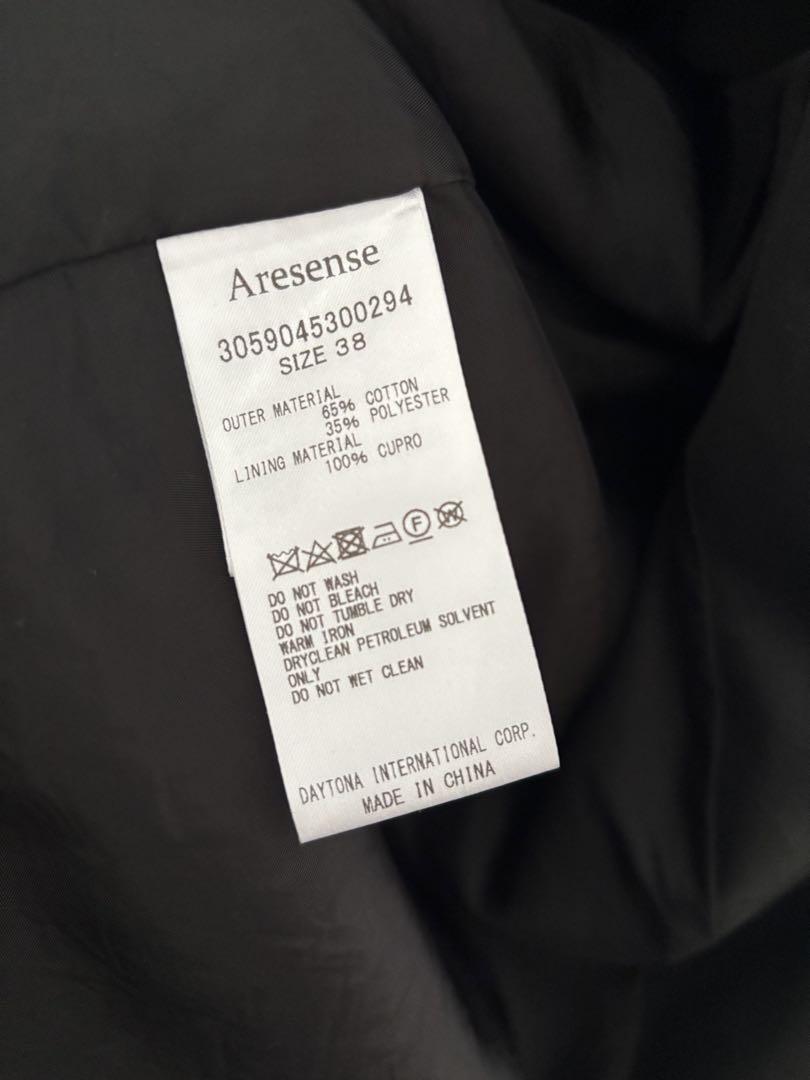 Aresense
3059045300294
SIZE 38
OUTER MATERIAL
65% COTTON
35% POLYESTER
LINING MATERIAL
100% CUPRO
F W
DO NOT WASH
DO NOT BLEACH
DO NOT TUMBLE DRY
WARM IRON
DRYCLEAN PETROLEUM SOLVENT
ONLY
DO NOT WET CLEAN
DAYTONA INTERNATIONAL CORP.
MADE IN CHINA